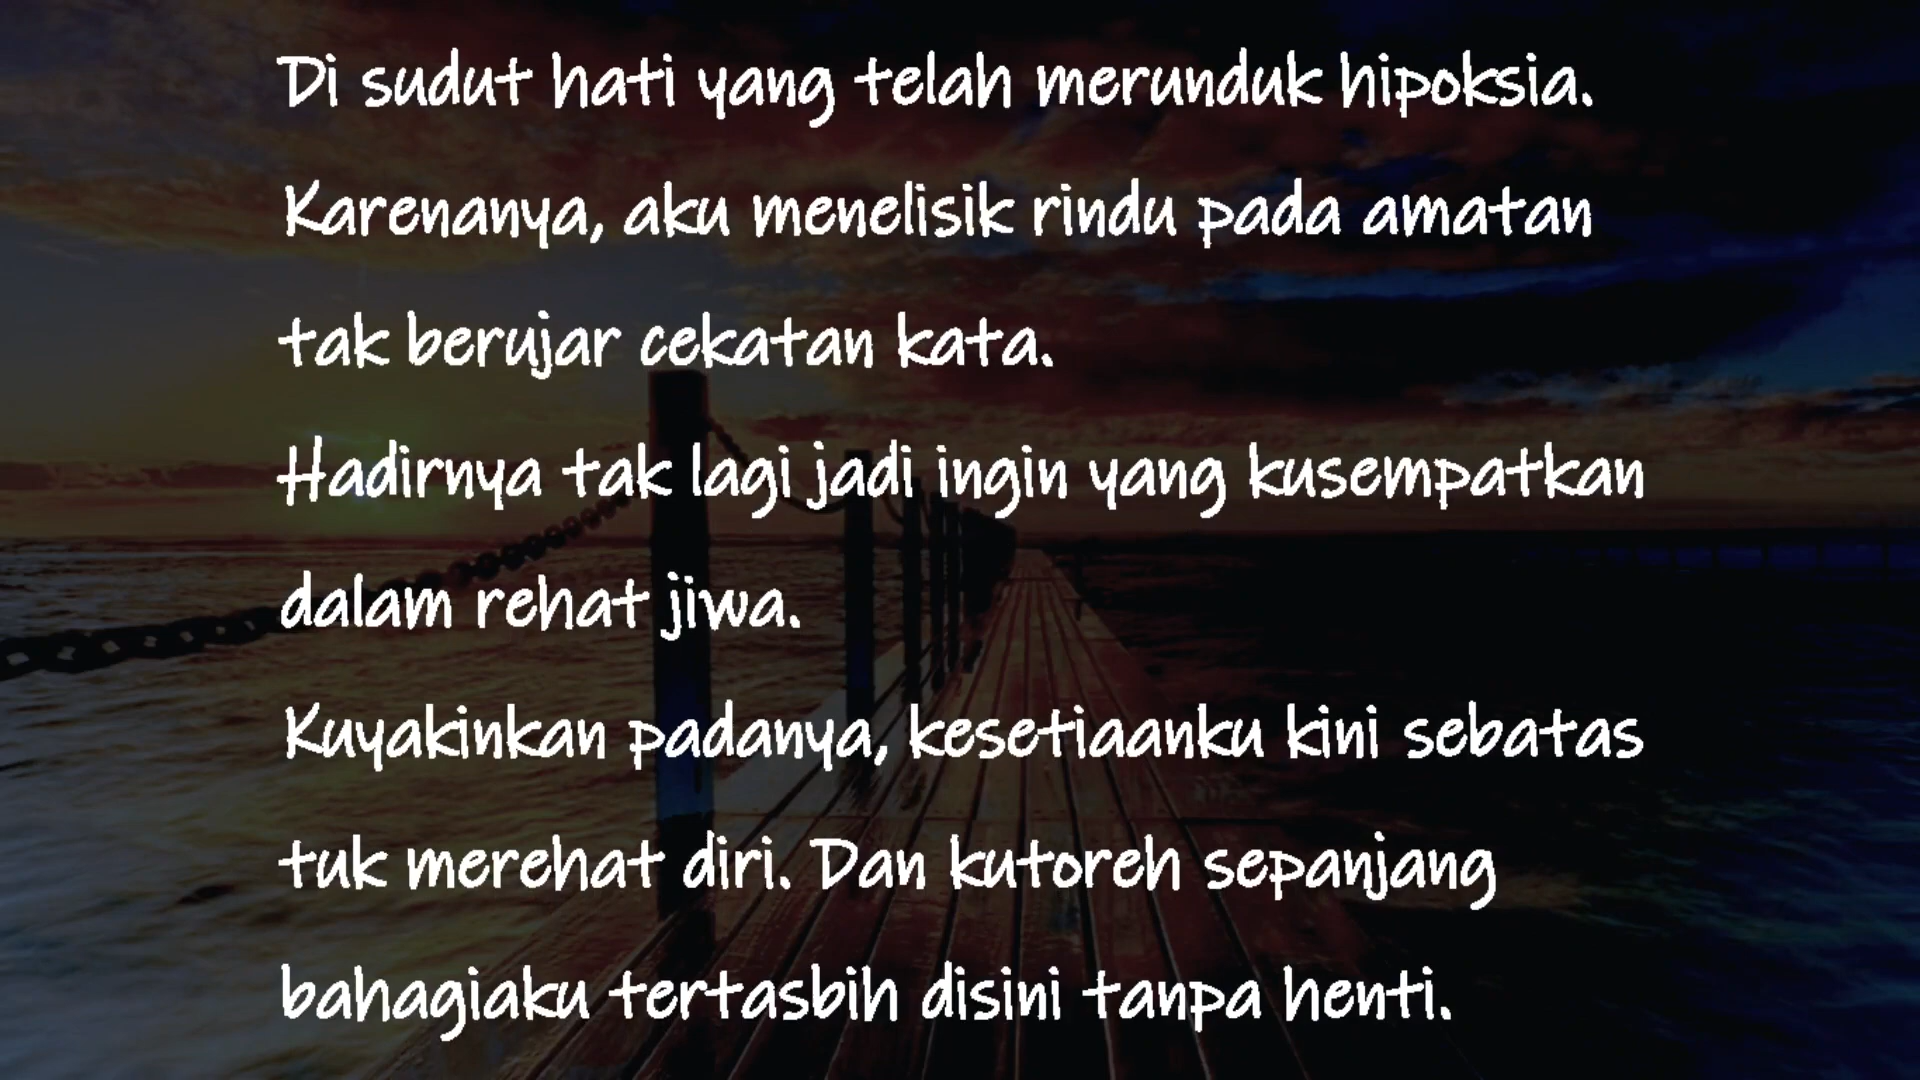 Di sudut hati yang telah merunduk hipoksia.
Karenanya, aku menelisik rindu pada amatan
tak berujar cekatan kata.
Hadirnya tak lagi jadi ingin yang kusempatkan
dalam rehat jiwa.
Kuyakinkan padanya, kesetiaanku kini sebatas
tuk merehat diri. Dan kutoreh sepanjang
bahagiaku tertasbih disini tanpa henti.